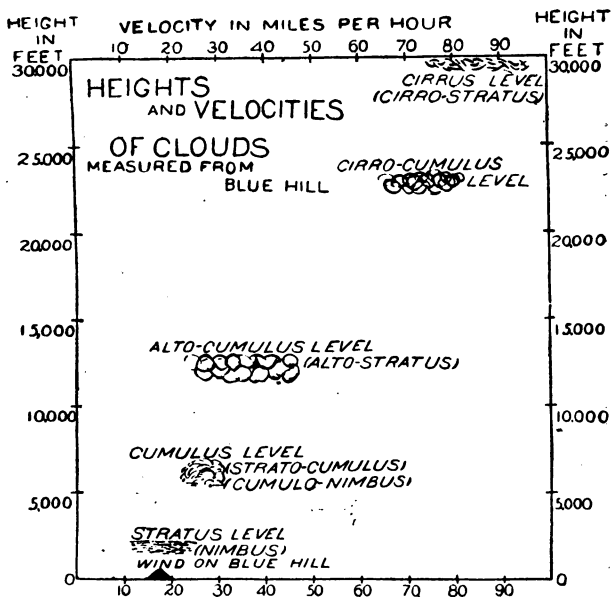 HEIGHT
IN
FEET
VELOCITY IN MILES PER HOUR
HEIGHT
IN
FEET
10 20 30 40 50 60 70 80 90
30,000
30,000
CIRRUS LEVEL
(CIRRO-STRATUS)
HEIGHTS
AND VELOCITIES
OF CLOUDS
MEASURED FROM
BLUE HILL
25,000
25,000
CIRRO-CUMULUS
LEVEL
20,000
20,000
15,000
15,000
ALTO-CUMULUS LEVEL
(ALTO-STRATUS)
10,000
10.000
CUMULUS LEVEL
(STRATO-CUMULUS)
(CUMULO-NIMBUS)
5,000
5,000
STRATUS LEVEL
(NIMBUS)
WIND ON BLUE HILL
0
0
10 20 30 40 50 60 70 80 90